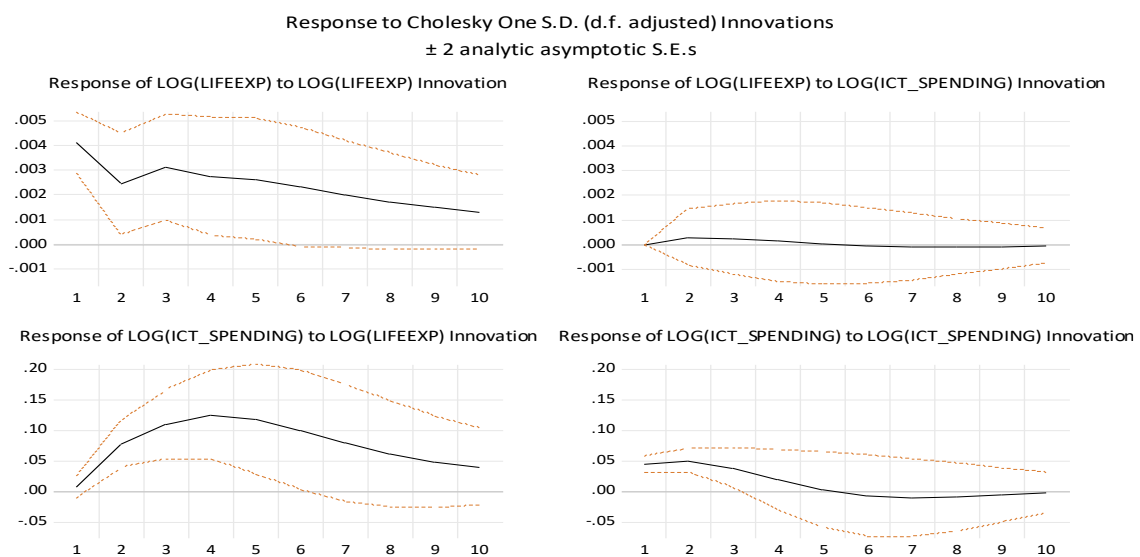 Response to Cholesky One S.D. (d.f. adjusted) Innovations
± 2 analytic asymptotic S.E.s
Response of LOG(LIFEEXP) to LOG(LIFEEXP) Innovation
.005
.004
.003
.002
.001
.000
-.001
1 2 3 4 5 6 7 8 9 10
Response of LOG(LIFEEXP) to LOG(ICT_SPENDING) Innovation
.005
.004
.003
.002
.001
.000
-.001
1 2 3 4 5 6 7 8 9 10
Response of LOG(ICT_SPENDING) to LOG(LIFEEXP) Innovation
.20
.15
.10
.05
.00
-.05
1 2 3 4 5 6 7 8 9 10
Response of LOG(ICT_SPENDING) to LOG(ICT_SPENDING) Innovation
.20
.15
.10
.05
.00
-.05
1 2 3 4 5 6 7 8 9 10